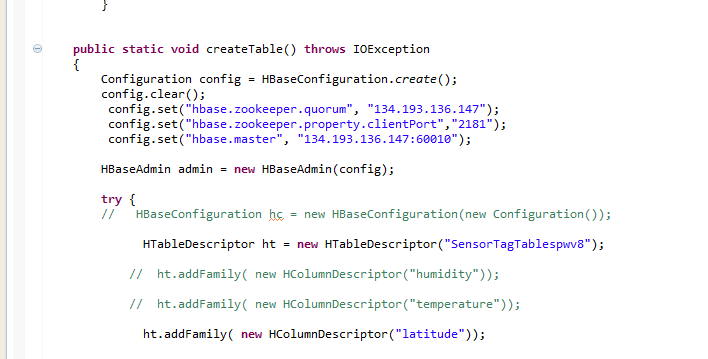 }
public static void createTable() throws IOException
{
Configuration config = HBaseConfiguration.create();
config.clear();
config.set("hbase.zookeeper.quorum", "134.193.136.147");
config.set("hbase.zookeeper.property.clientPort","2181");
config.set("hbase.master", "134.193.136.147:60010");
HBaseAdmin admin = new HBaseAdmin(config);
try {
// HBaseConfiguration hc = new HBaseConfiguration(new Configuration());
HTableDescriptor ht = new HTableDescriptor("SensorTagTablespwv8");
// ht.addFamily( new HColumnDescriptor("humidity"));
// ht.addFamily( new HColumnDescriptor("temperature"));
ht.addFamily( new HColumnDescriptor("latitude"));